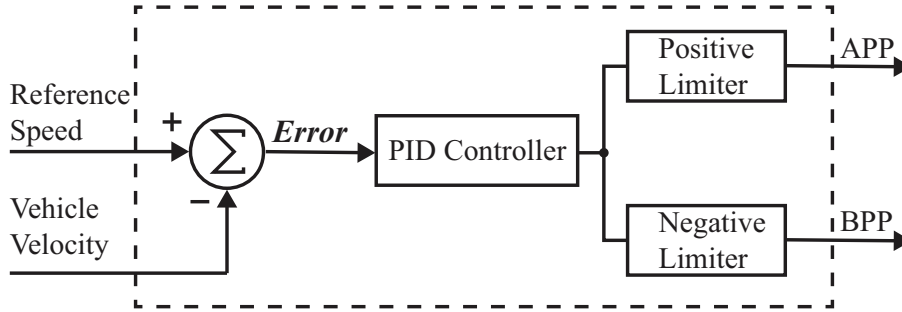 Reference
Speed
+
Σ
−
Error
PID Controller
Positive
Limiter
APP
Vehicle
Velocity
Negative
Limiter
BPP